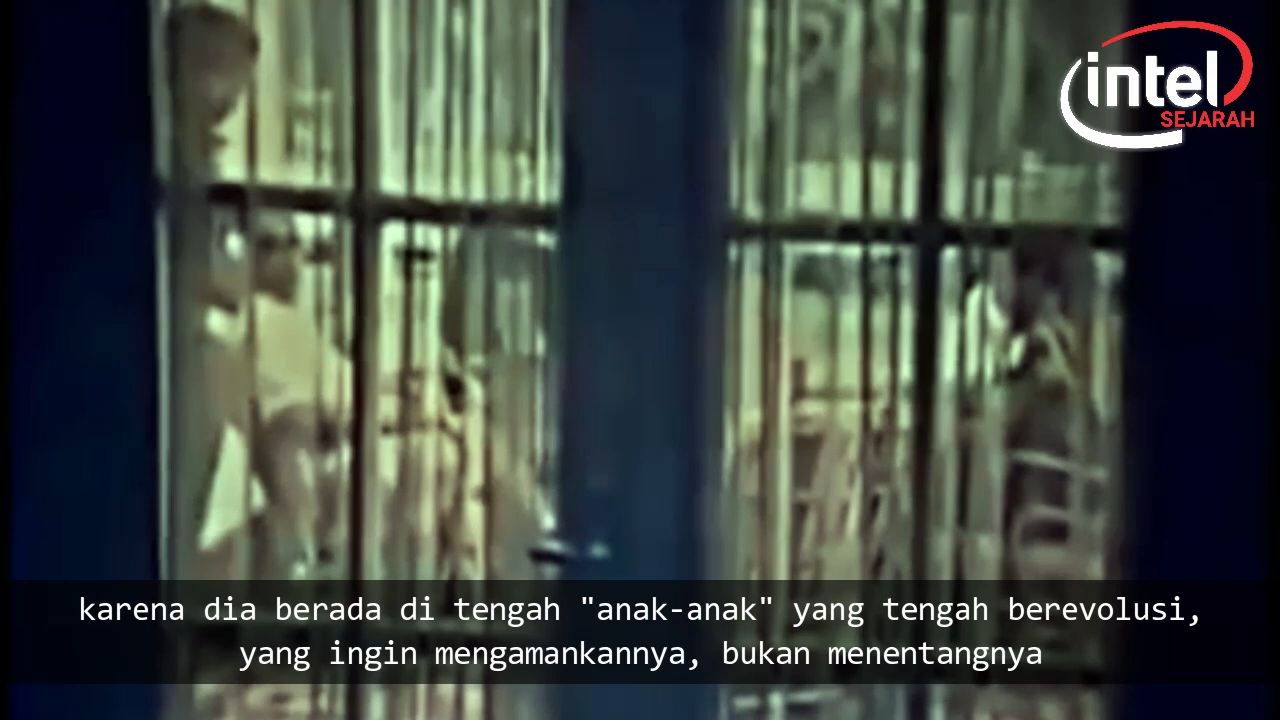 intel
SEJARAH
karena dia berada di tengah "anak-anak" yang tengah berevolusi,
yang ingin mengamankannya, bukan menentangnya